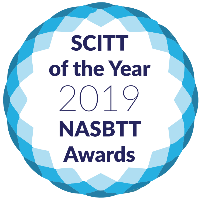 SCITT
of the Year
2019
NASBTT
Awards